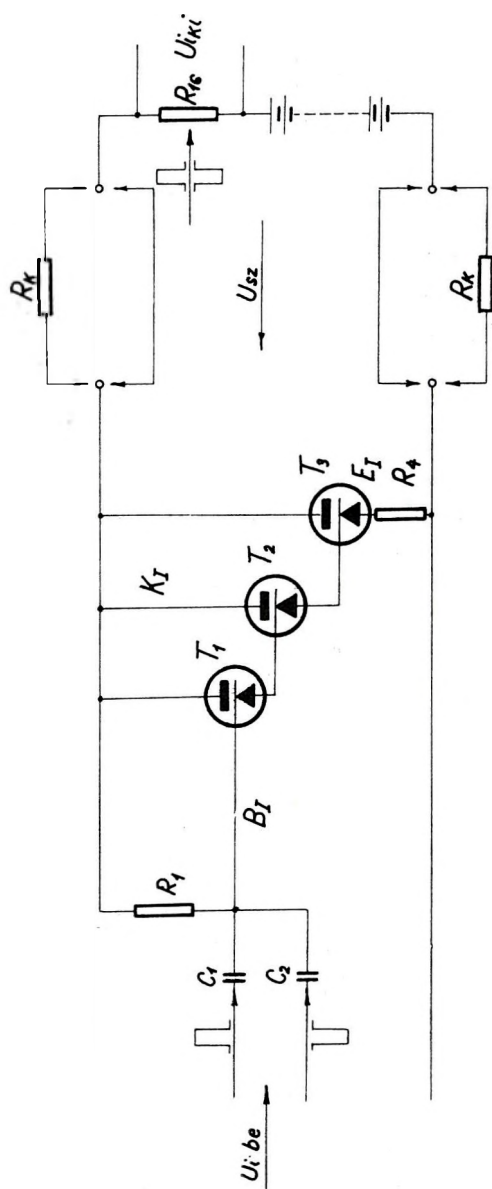 R_K
U_iKi
R_16
U_sz
R_K
T_3
E_I
R_4
T_2
K_I
T_1
B_I
R_1
C_1
C_2
U_i be